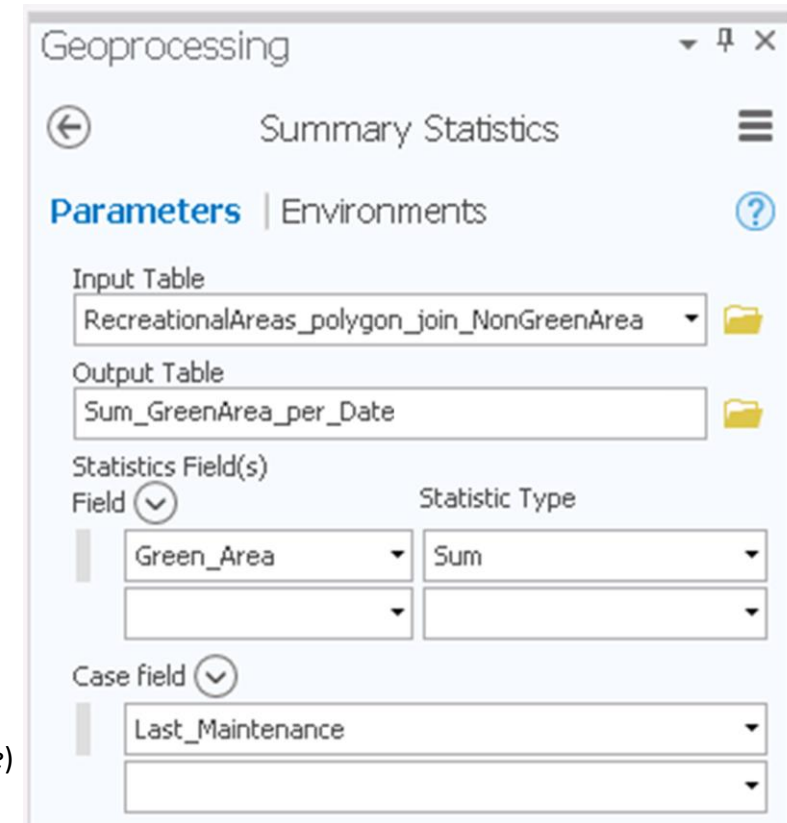 Geoprocessing
Summary Statistics
Parameters | Environments
?
Input Table
RecreationalAreas_polygon_join_NonGreenArea
Output Table
Sum_GreenArea_per_Date
Statistics Field(s)
Field Statistic Type
Green_Area Sum
Case field
Last_Maintenance
)